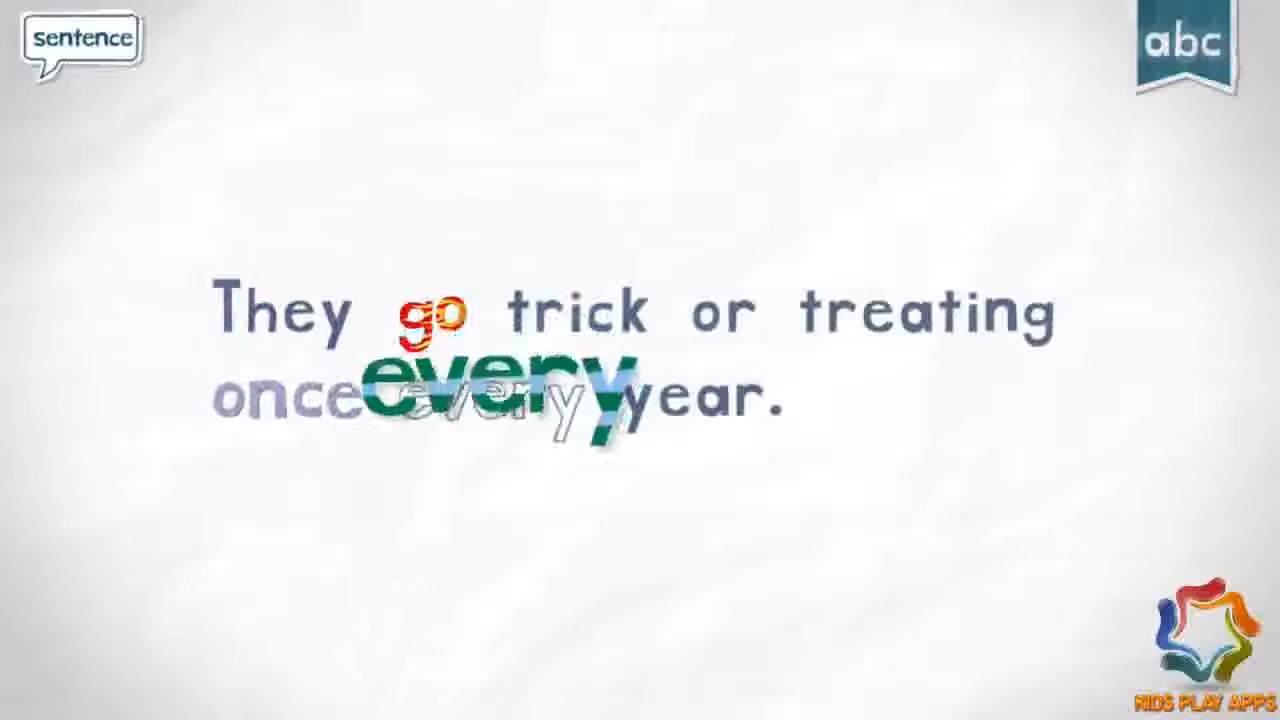 sentence
abc
They go trick or treating
once every year.
KIDS PLAY APPS